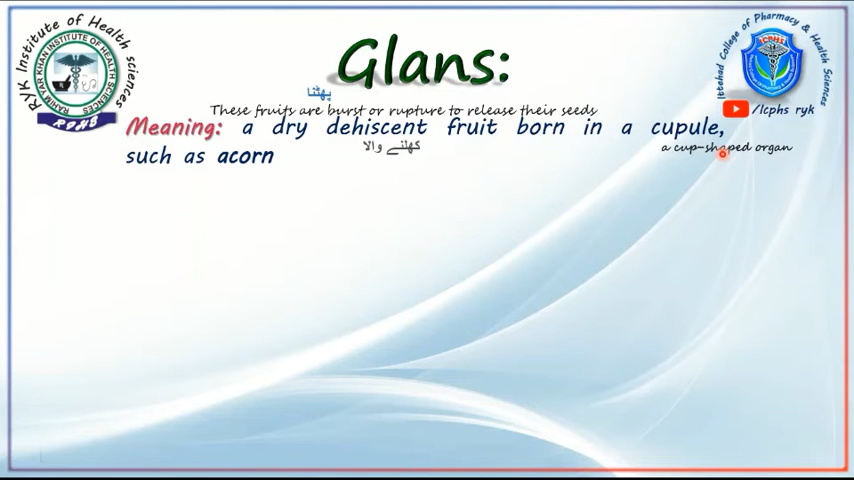 RYK Institute of Health sciences
RAHIM YAR KHAN INSTITUTE OF HEALTH SCIENCES
RIHS
Glans:
Ittehad College of Pharmacy & Health Sciences
ICPHS
/Icphs ryk
پھٹنا
These fruits are burst or rupture to release their seeds
Meaning: a dry dehiscent fruit born in a cupule,
کھلنے والا
a cup-shaped organ
such as acorn